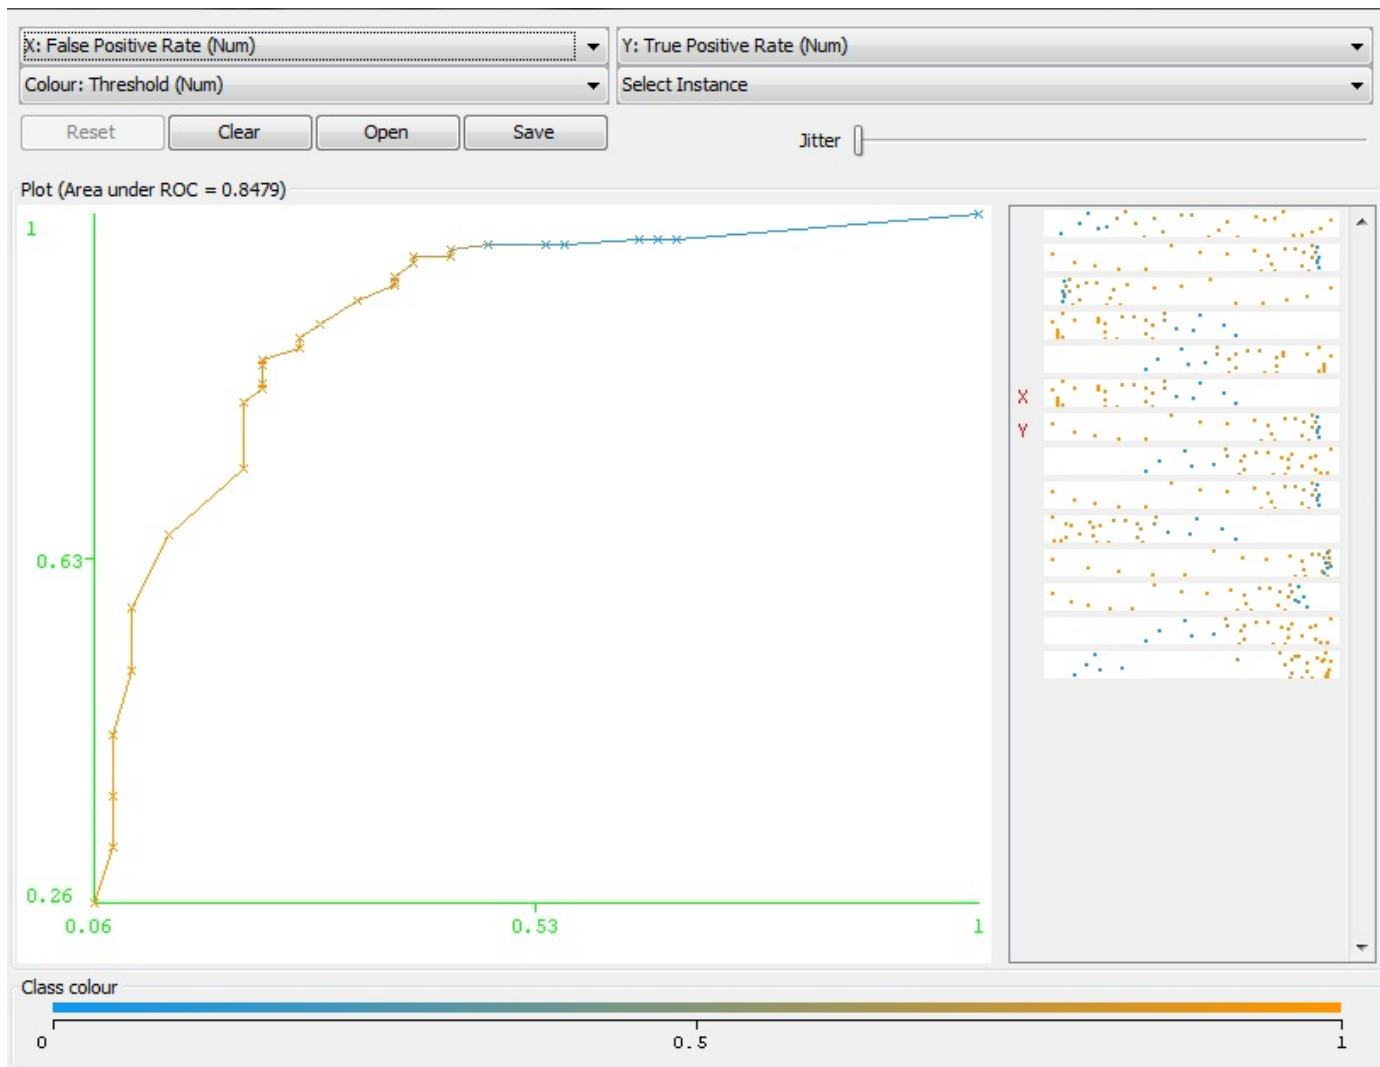 X: False Positive Rate (Num)
Y: True Positive Rate (Num)
Colour: Threshold (Num)
Select Instance
Reset
Clear
Open
Save
Jitter
Plot (Area under ROC = 0.8479)
1
0.63
0.26
0.06
0.53
1
X
Y
Class colour
0
0.5
1